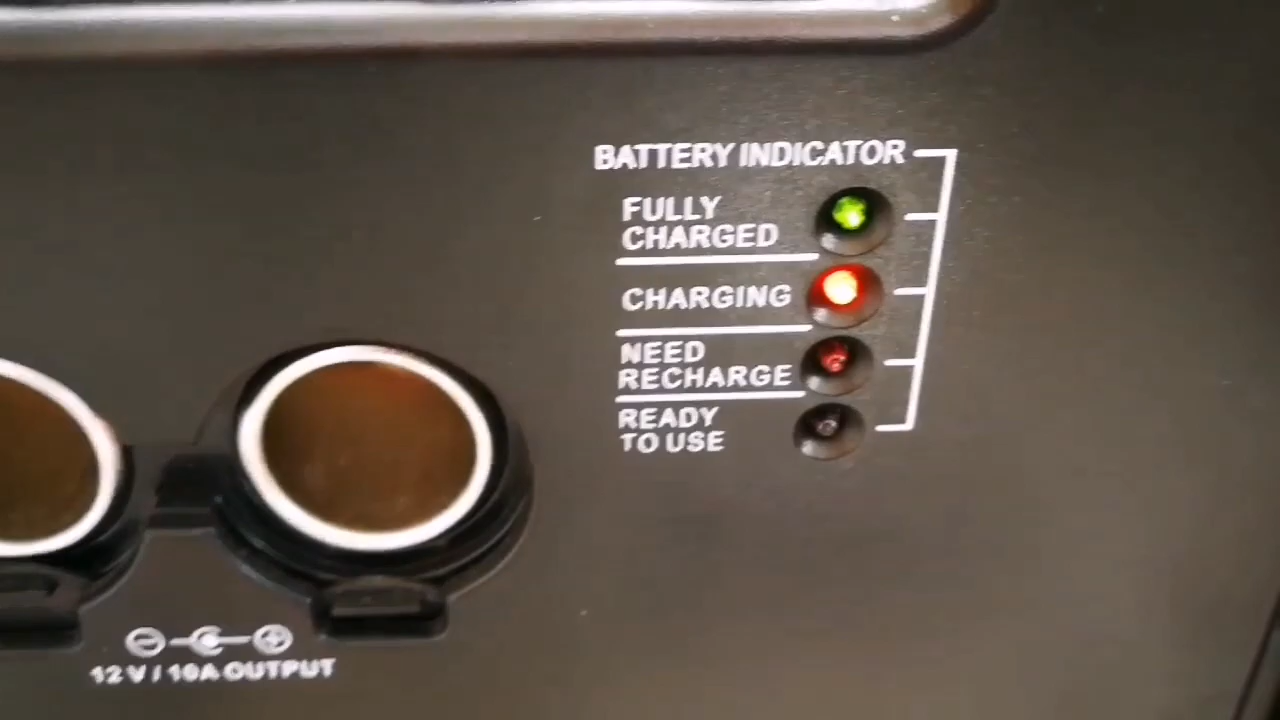 BATTERY INDICATOR
FULLY
CHARGED
CHARGING
NEED
RECHARGE
READY
TO USE
12V/10A OUTPUT